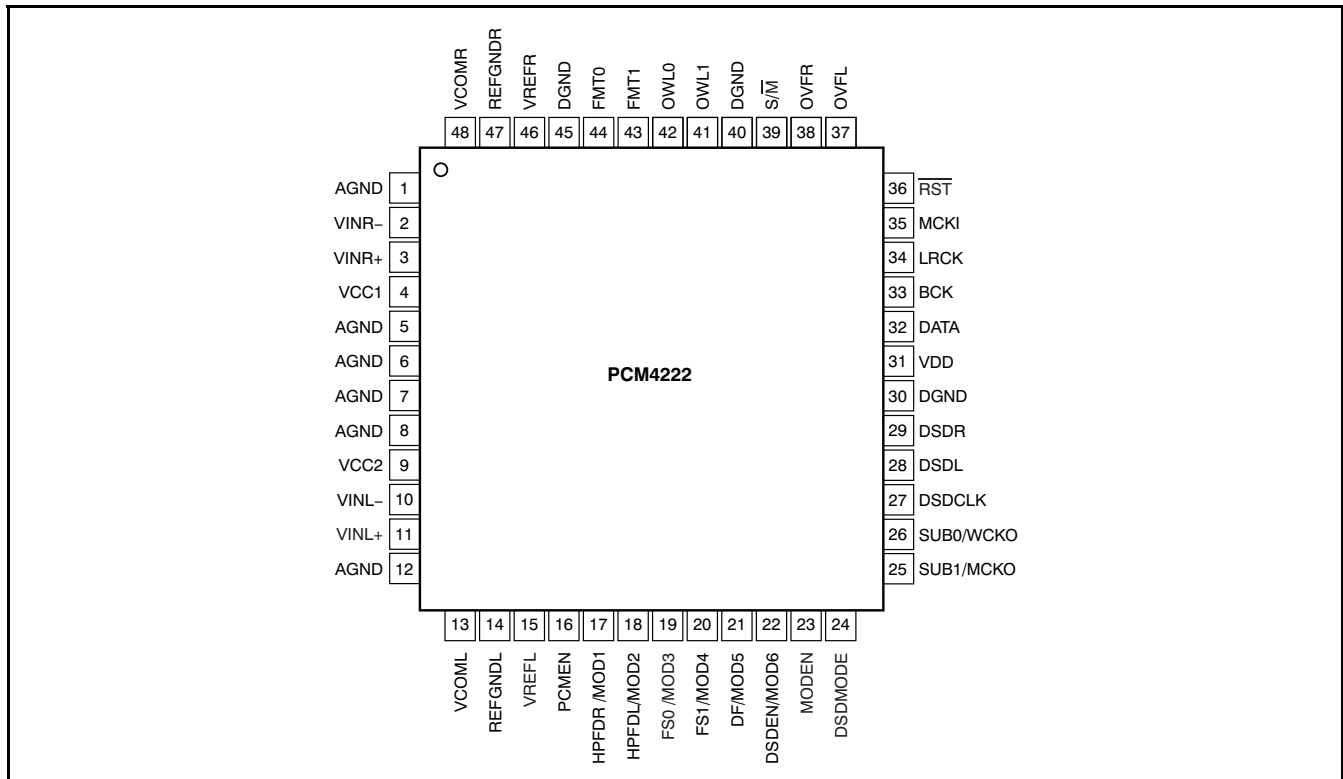 VCOMR REFGNDR VREFR DGND FMT0 FMT1 OWL0 OWL1 DGND S/M̅ OVFR OVFL
48 47 46 45 44 43 42 41 40 39 38 37
AGND 1 36 R̅S̅T̅
VINR− 2 35 MCKI
VINR+ 3 34 LRCK
VCC1 4 33 BCK
AGND 5 32 DATA
AGND 6 31 VDD
PCM4222
AGND 7 30 DGND
AGND 8 29 DSDR
VCC2 9 28 DSDL
VINL− 10 27 DSDCLK
VINL+ 11 26 SUB0/WCKO
AGND 12 25 SUB1/MCKO
13 14 15 16 17 18 19 20 21 22 23 24
VCOML REFGNDL VREFL PCMEN HPFDR /MOD1 HPFDL/MOD2 FS0 /MOD3 FS1/MOD4 DF/MOD5 DSDEN/MOD6 MODEN DSDMODE